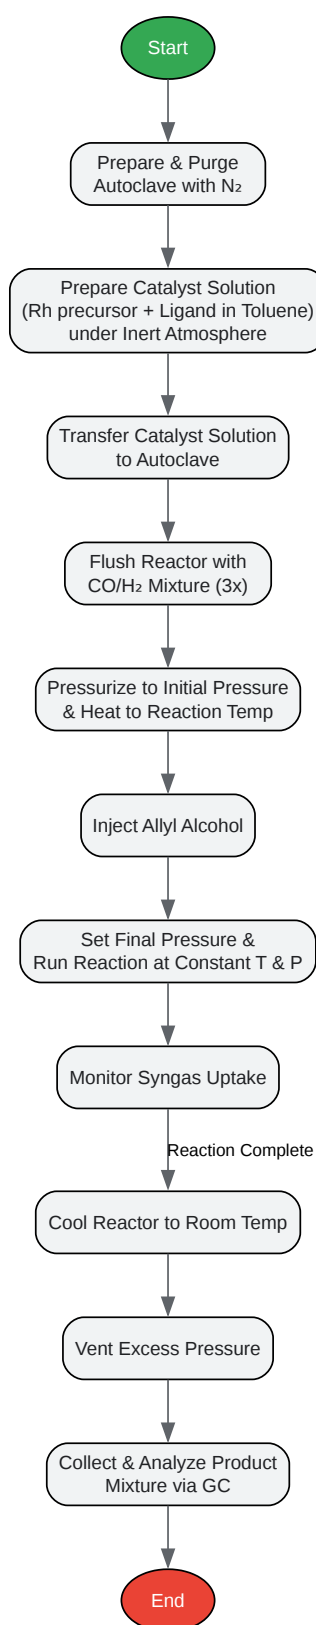 Start
Prepare & Purge
Autoclave with N₂
Prepare Catalyst Solution
(Rh precursor + Ligand in Toluene)
under Inert Atmosphere
Transfer Catalyst Solution
to Autoclave
Flush Reactor with
CO/H₂ Mixture (3x)
Pressurize to Initial Pressure
& Heat to Reaction Temp
Inject Allyl Alcohol
Set Final Pressure &
Run Reaction at Constant T & P
Monitor Syngas Uptake
Reaction Complete
Cool Reactor to Room Temp
Vent Excess Pressure
Collect & Analyze Product
Mixture via GC
End